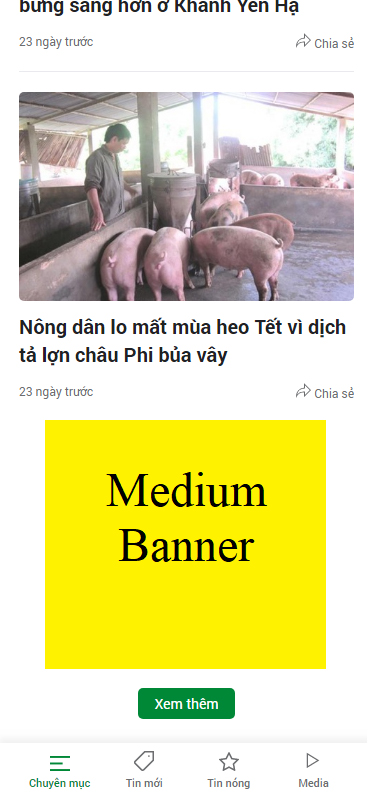 bừng sáng hơn ở Khánh Yên Hạ
23 ngày trước
Chia sẻ
Nông dân lo mất mùa heo Tết vì dịch
tả lợn châu Phi bủa vây
23 ngày trước
Chia sẻ
Medium
Banner
Xem thêm
Chuyên mục
Tin mới
Tin nóng
Media